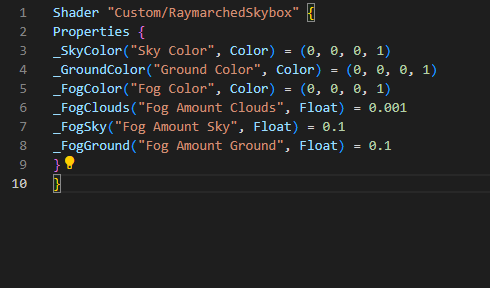 1 Shader "Custom/RaymarchedSkybox" {
2 Properties {
3 _SkyColor("Sky Color", Color) = (0, 0, 0, 1)
4 _GroundColor("Ground Color", Color) = (0, 0, 0, 1)
5 _FogColor("Fog Color", Color) = (0, 0, 0, 1)
6 _FogClouds("Fog Amount Clouds", Float) = 0.001
7 _FogSky("Fog Amount Sky", Float) = 0.1
8 _FogGround("Fog Amount Ground", Float) = 0.1
9 }
10 }